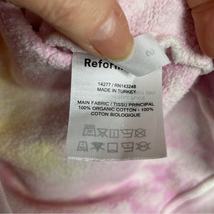 Reform
14277 / RN143248
MADE IN TURKEY
MAIN FABRIC / TISSU PRINCIPAL
100% ORGANIC COTTON - 100%
COTON BIOLOGIQUE